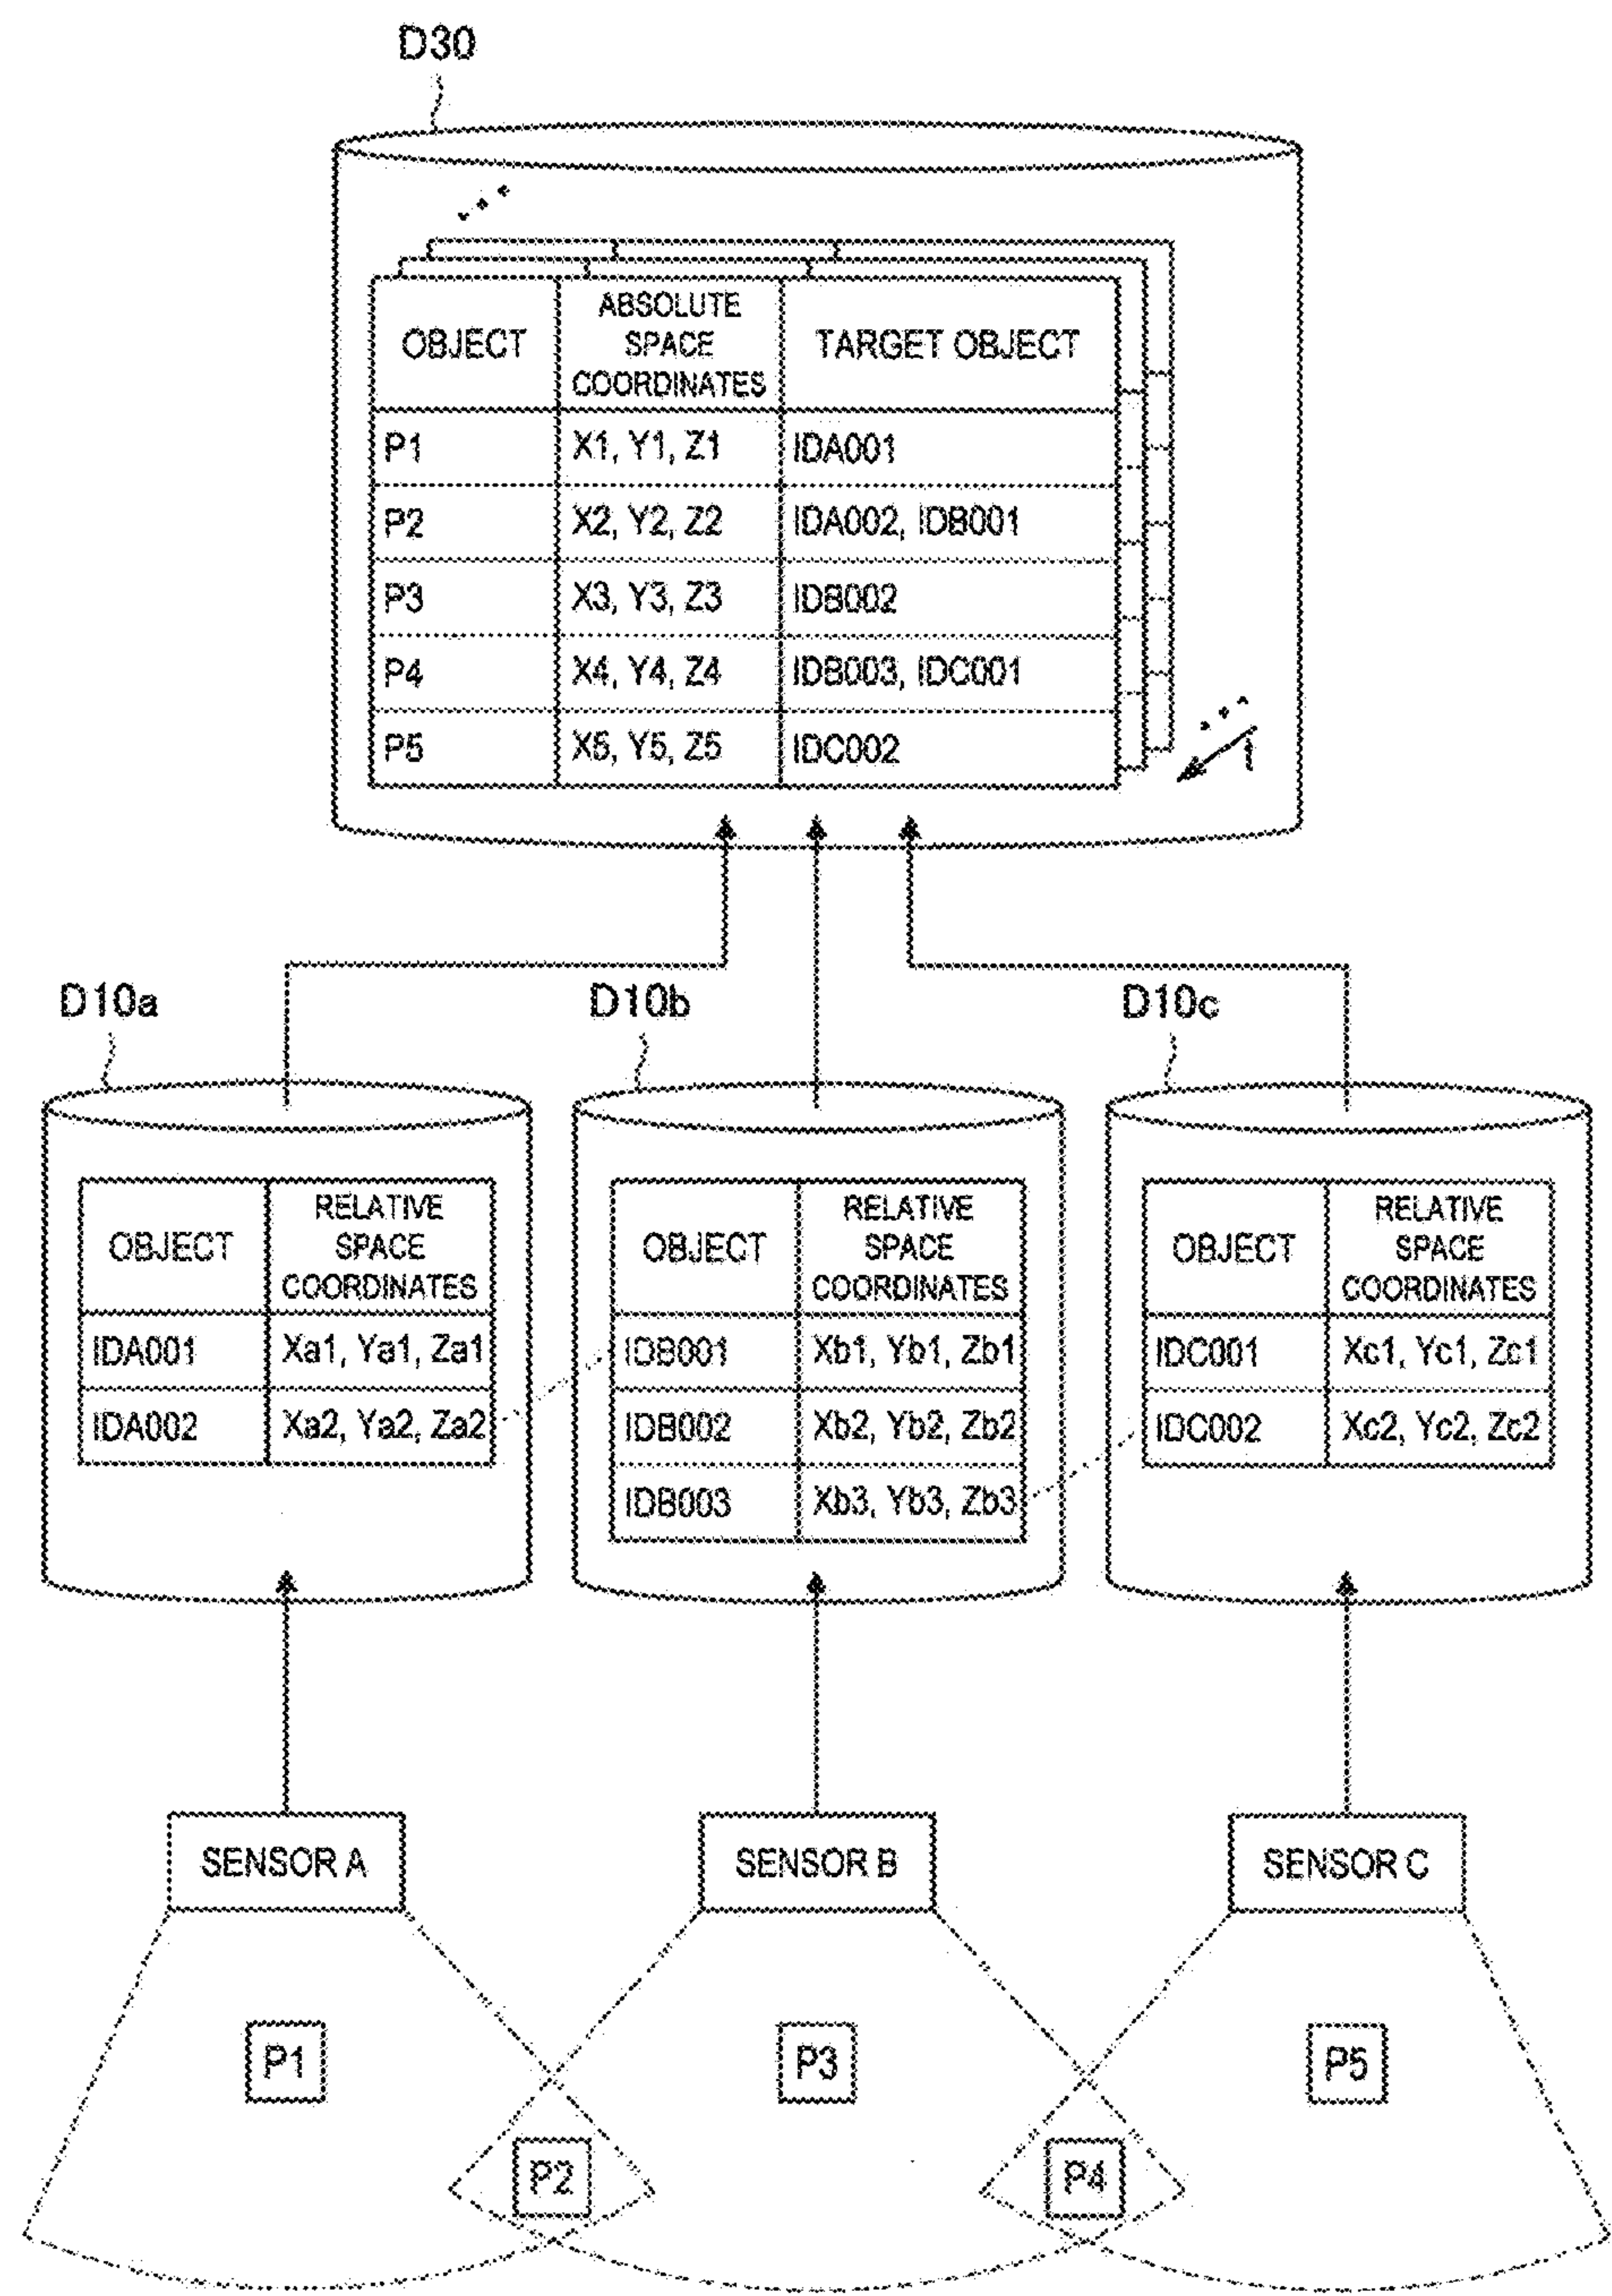 D30
OBJECT
ABSOLUTE
SPACE
COORDINATES
TARGET OBJECT
P1
X1, Y1, Z1
IDA001
P2
X2, Y2, Z2
IDA002, IDB001
P3
X3, Y3, Z3
IDB002
P4
X4, Y4, Z4
IDB003, IDC001
P5
X5, Y5, Z5
IDC002
D10a
D10b
D10c
OBJECT
RELATIVE
SPACE
COORDINATES
IDA001
Xa1, Ya1, Za1
IDA002
Xa2, Ya2, Za2
OBJECT
RELATIVE
SPACE
COORDINATES
IDB001
Xb1, Yb1, Zb1
IDB002
Xb2, Yb2, Zb2
IDB003
Xb3, Yb3, Zb3
OBJECT
RELATIVE
SPACE
COORDINATES
IDC001
Xc1, Yc1, Zc1
IDC002
Xc2, Yc2, Zc2
SENSOR A
SENSOR B
SENSOR C
P1
P3
P5
P2
P4